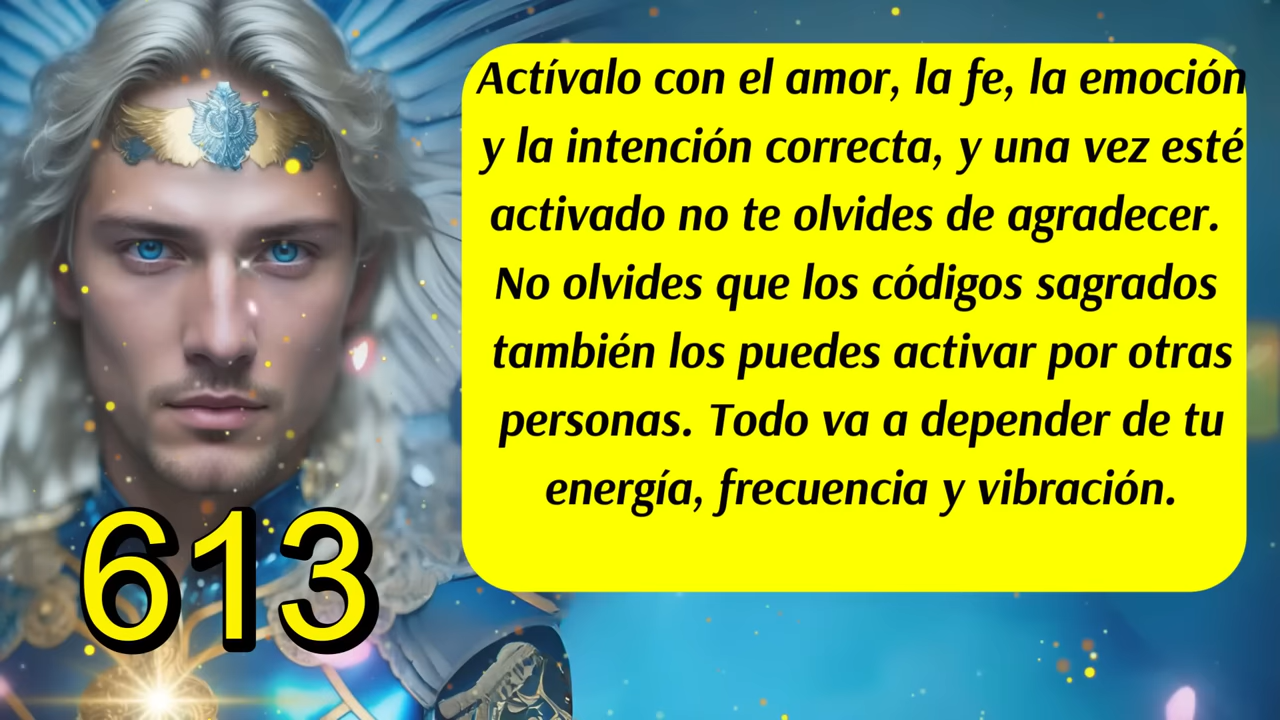 Actívalo con el amor, la fe, la emoción
y la intención correcta, y una vez esté
activado no te olvides de agradecer.
No olvides que los códigos sagrados
también los puedes activar por otras
personas. Todo va a depender de tu
energía, frecuencia y vibración.
613